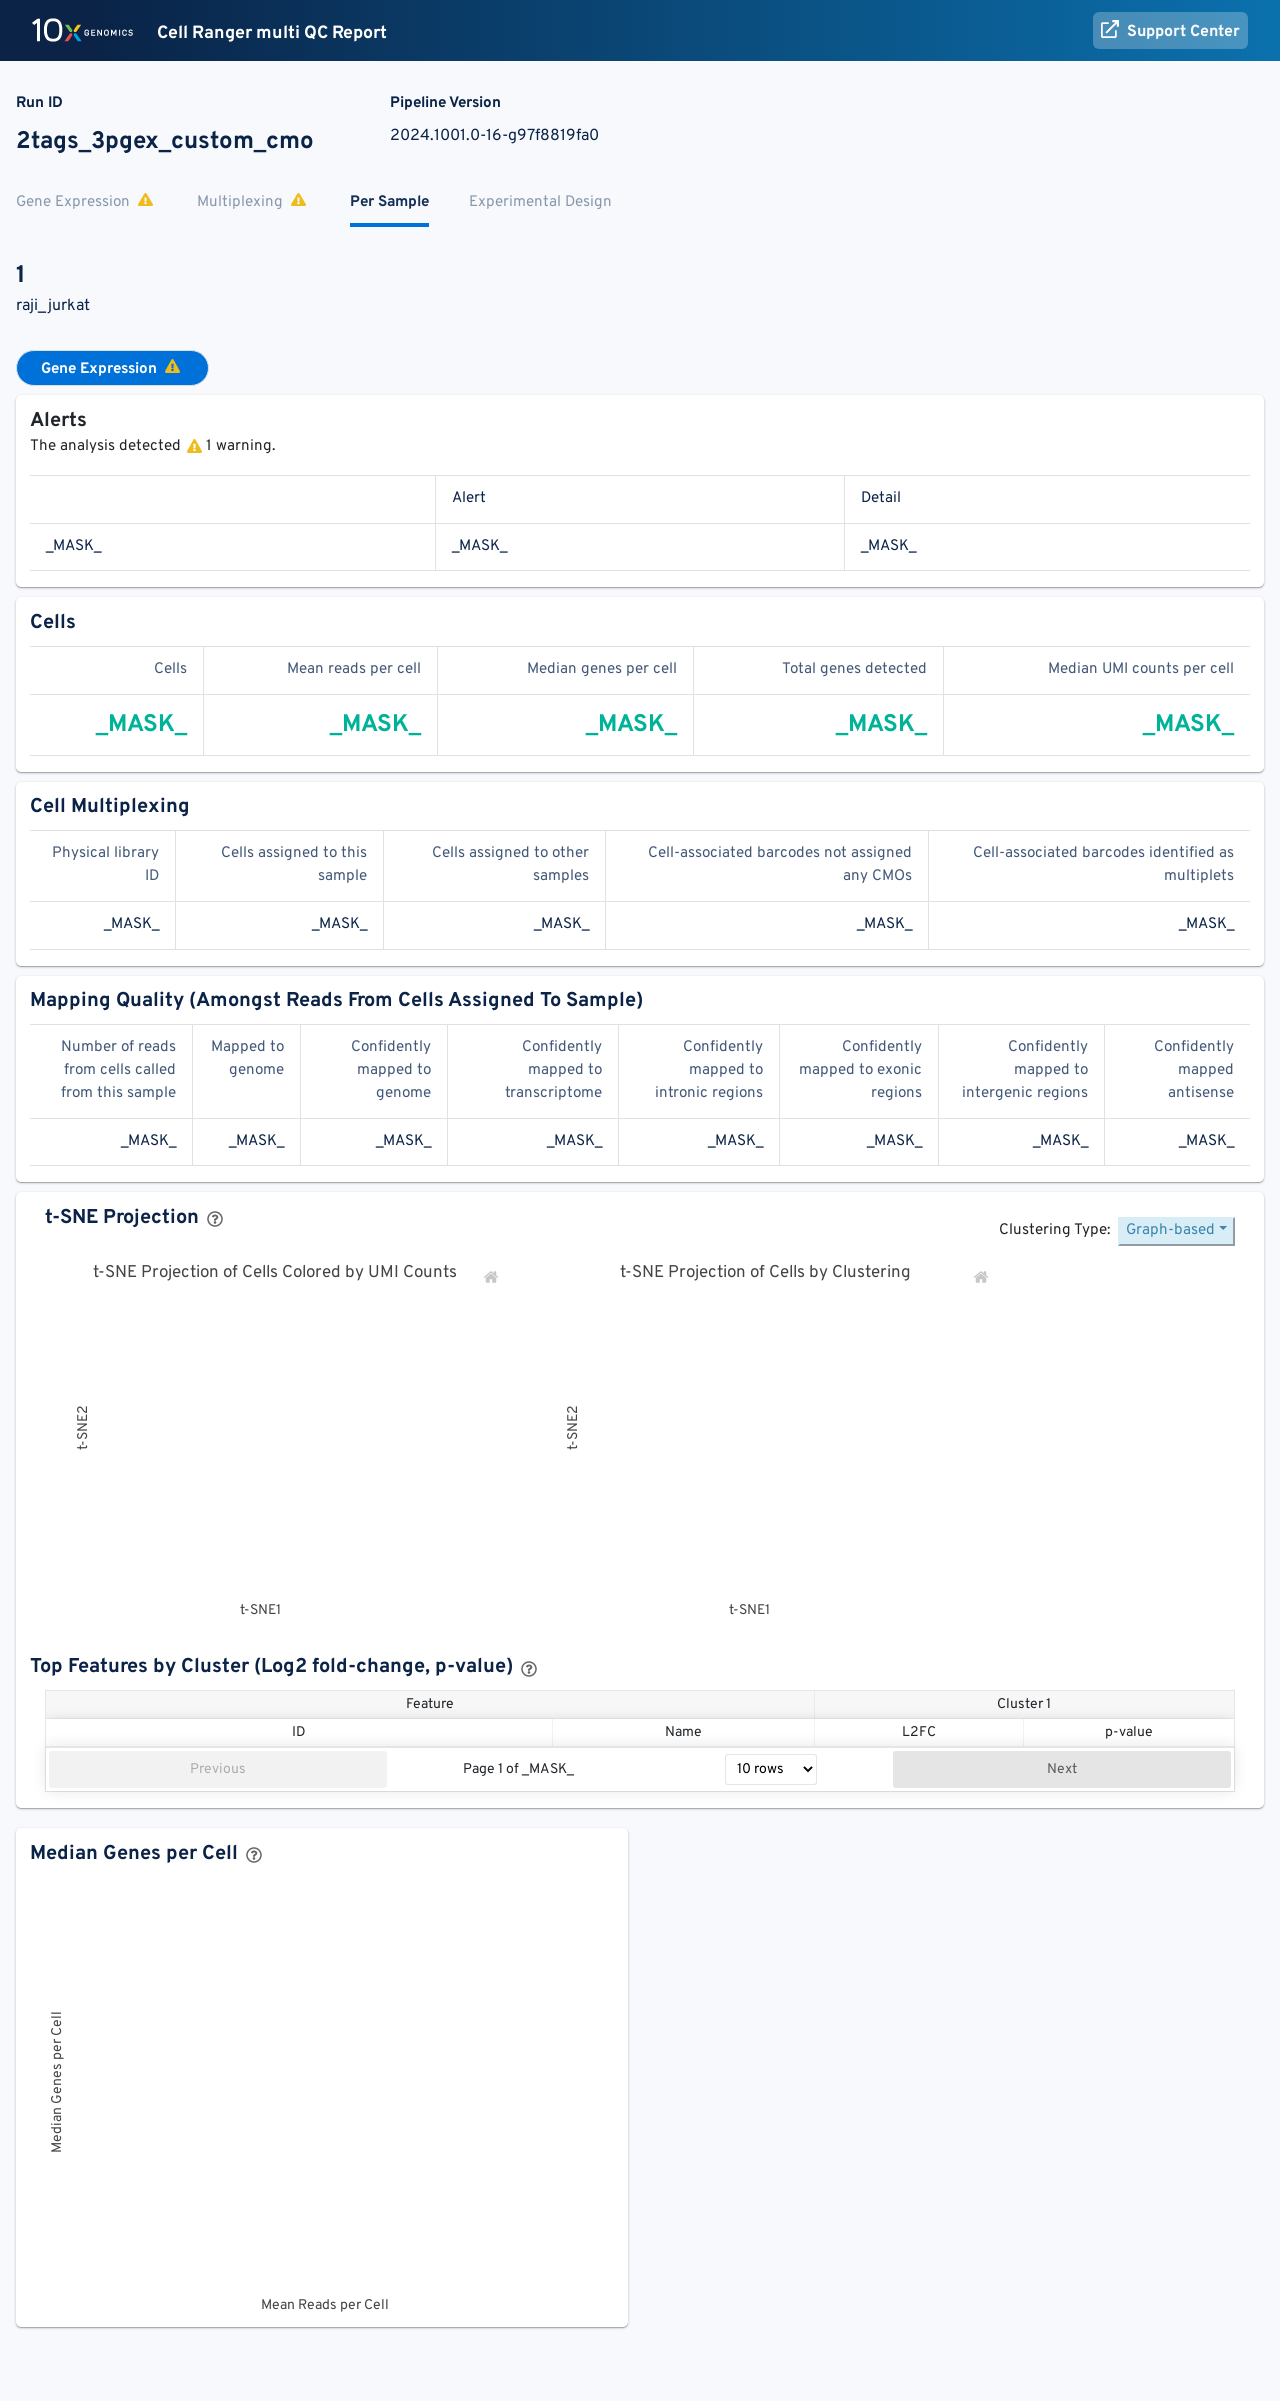 10x GENOMICS Cell Ranger multi QC Report Support Center
Run ID Pipeline Version
2tags_3pgex_custom_cmo 2024.1001.0-16-g97f8819fa0
Gene Expression Multiplexing Per Sample Experimental Design
1
raji_jurkat
Gene Expression
Alerts
The analysis detected 1 warning.
Alert Detail
_MASK_ _MASK_ _MASK_
Cells
Cells Mean reads per cell Median genes per cell Total genes detected Median UMI counts per cell
_MASK_ _MASK_ _MASK_ _MASK_ _MASK_
Cell Multiplexing
Physical library Cells assigned to this Cells assigned to other Cell-associated barcodes not assigned Cell-associated barcodes identified as
ID sample samples any CMOs multiplets
_MASK_ _MASK_ _MASK_ _MASK_ _MASK_
Mapping Quality (Amongst Reads From Cells Assigned To Sample)
Number of reads Mapped to Confidently Confidently Confidently Confidently Confidently Confidently
from cells called genome mapped to mapped to mapped to mapped to exonic mapped to mapped
from this sample genome transcriptome intronic regions regions intergenic regions antisense
_MASK_ _MASK_ _MASK_ _MASK_ _MASK_ _MASK_ _MASK_ _MASK_
t-SNE Projection ?
Clustering Type: Graph-based
t-SNE Projection of Cells Colored by UMI Counts t-SNE Projection of Cells by Clustering
t-SNE2 t-SNE2
t-SNE1 t-SNE1
Top Features by Cluster (Log2 fold-change, p-value) ?
Feature Cluster 1
ID Name L2FC p-value
Previous Page 1 of _MASK_ 10 rows Next
Median Genes per Cell ?
Median Genes per Cell
Mean Reads per Cell